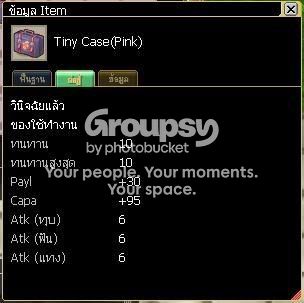 ข้อมูล Item
Tiny Case(Pink)
พื้นฐาน ข้อมูล
วินิจฉัยแล้ว
ของใช้ทำงาน
Groupsy
by photobucket
ทนทาน 10
ทนทานสูงสุด 10
Your people. Your moments.
Your space.
Payl +30
Capa +95
Atk (ทุบ) 6
Atk (ฟัน) 6
Atk (แทง) 6